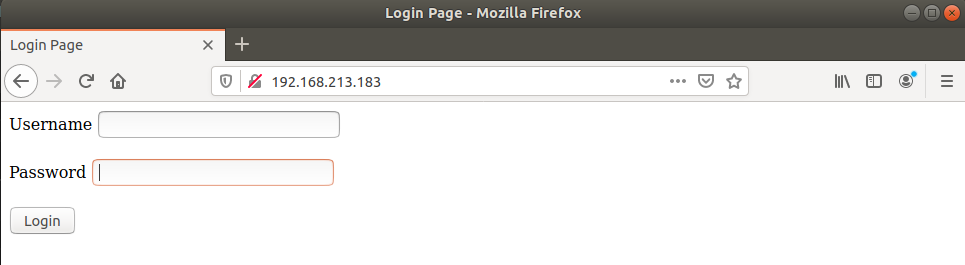 Login Page - Mozilla Firefox
Login Page
192.168.213.183
Username
Password
Login